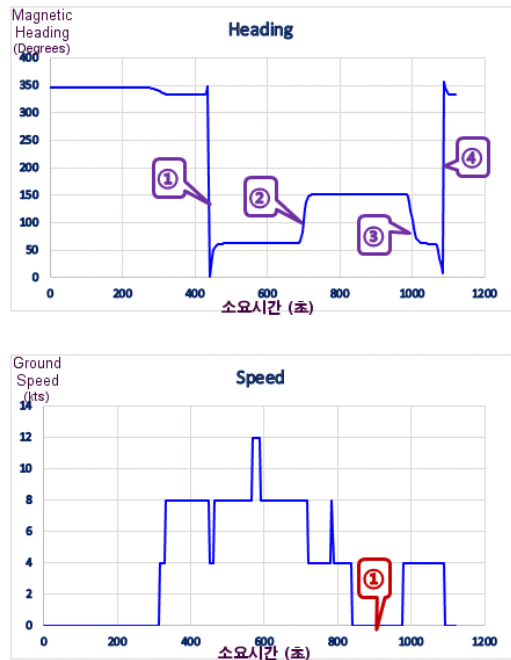 Magnetic
Heading
(Degrees)
Heading
400
350
300
250
200
150
100
50
0
①
②
③
④
0 200 400 600 800 1000 1200
소요시간 (초)
Ground
Speed
(kts)
Speed
14
12
10
8
6
4
2
0
①
0 200 400 600 800 1000 1200
소요시간 (초)